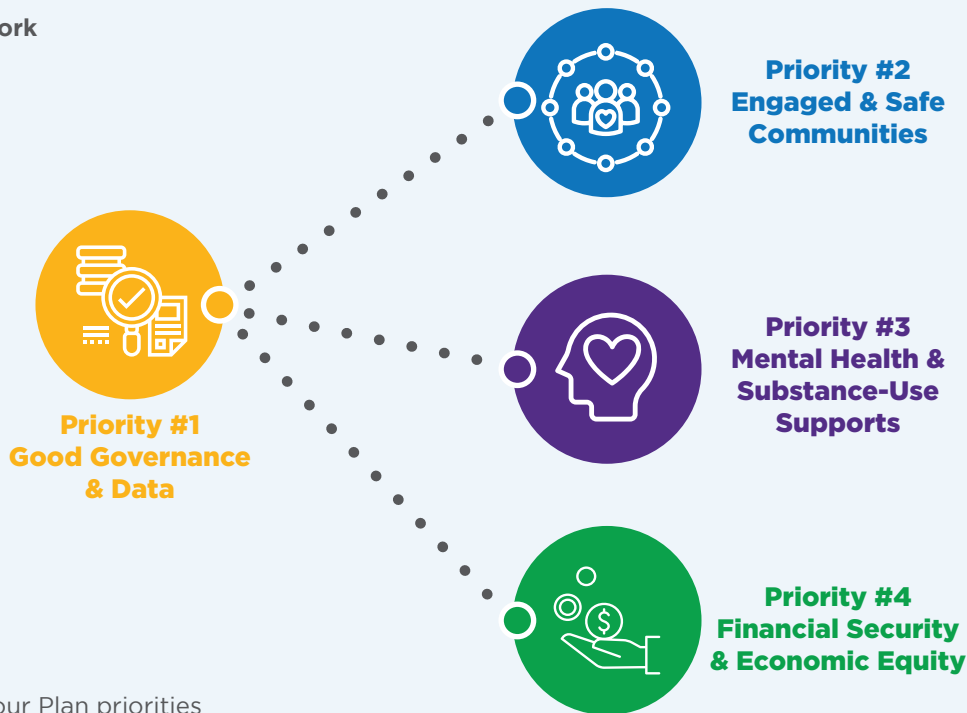 ork
Priority #2
Engaged & Safe
Communities
Priority #1
Good Governance
& Data
Priority #3
Mental Health &
Substance-Use
Supports
Priority #4
Financial Security
& Economic Equity
our Plan priorities